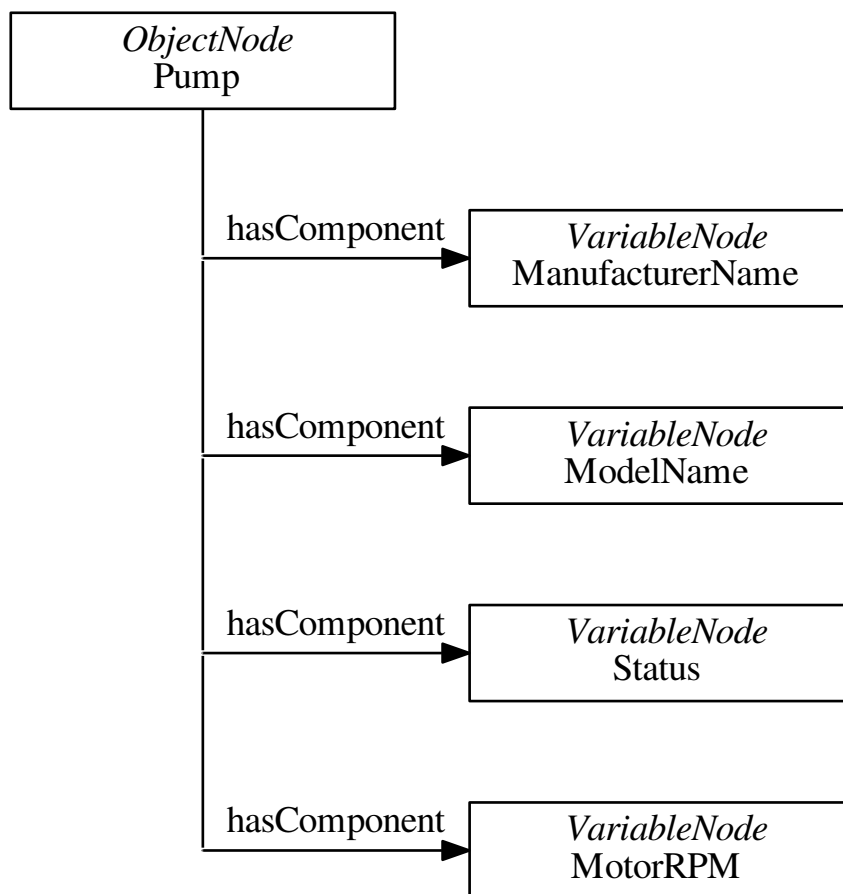 ObjectNode
Pump
hasComponent
VariableNode
ManufacturerName
hasComponent
VariableNode
ModelName
hasComponent
VariableNode
Status
hasComponent
VariableNode
MotorRPM